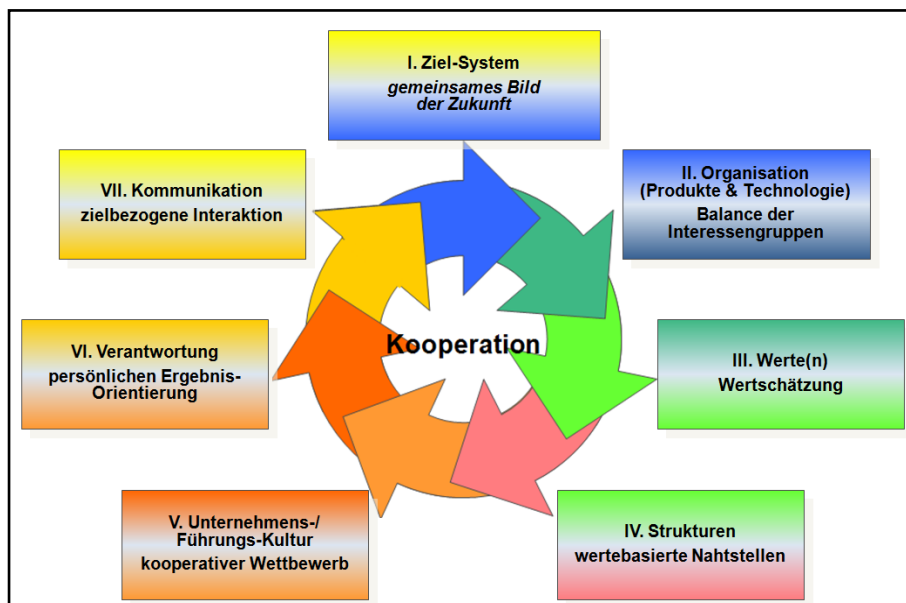 I. Ziel-System
gemeinsames Bild
der Zukunft
II. Organisation
(Produkte & Technologie)
Balance der
Interessengruppen
III. Werte(n)
Wertschätzung
IV. Strukturen
wertebasierte Nahtstellen
V. Unternehmens-/
Führungs-Kultur
kooperativer Wettbewerb
VI. Verantwortung
persönlichen Ergebnis-
Orientierung
VII. Kommunikation
zielbezogene Interaktion
Kooperation